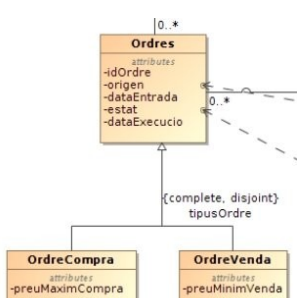 0..*
Ordres
attributes
-idOrdre
-origen
-dataEntrada
-estat
-dataExecucio
0..*
{complete, disjoint}
tipusOrdre
OrdreCompra
attributes
-preuMaximCompra
OrdreVenda
attributes
-preuMinimVenda